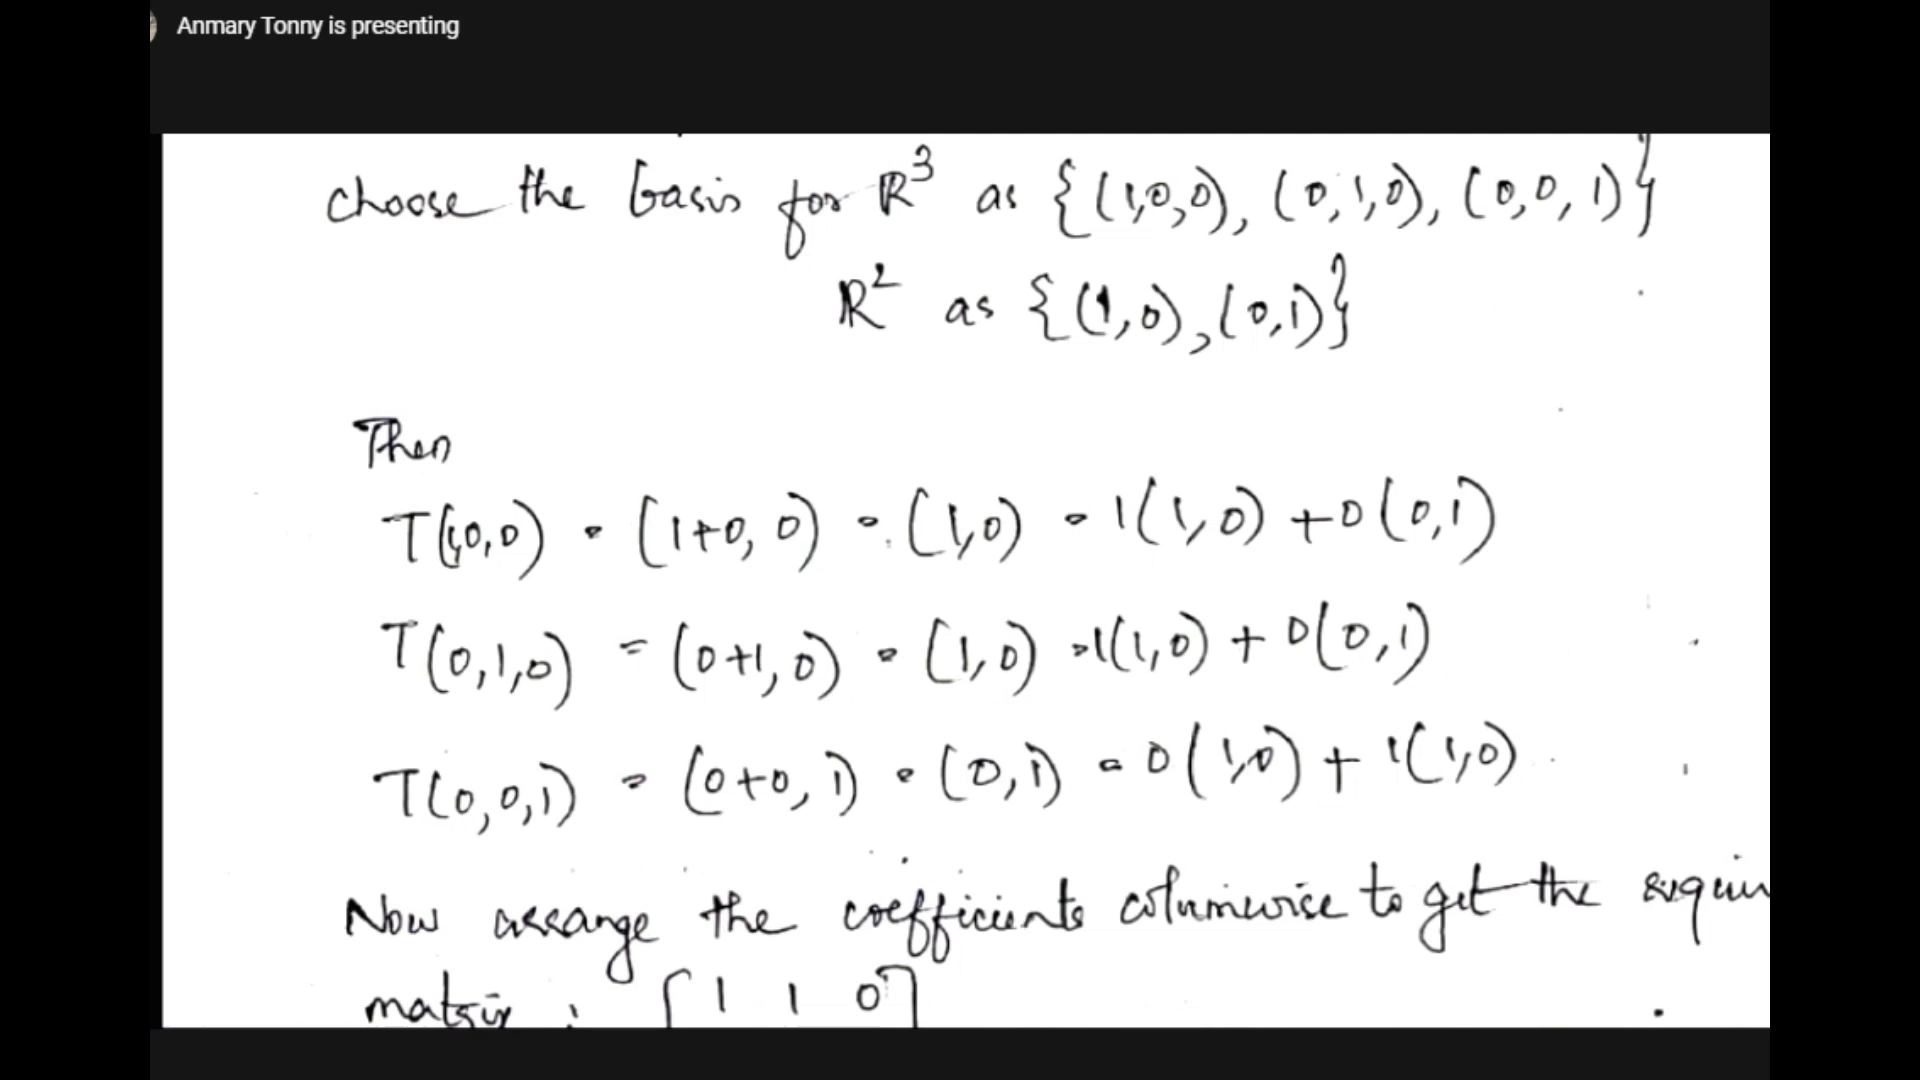 Anmary Tonny is presenting
choose the basis for R³ as {(1,0,0), (0,1,0), (0,0,1)}
R² as {(1,0),(0,1)}
Then
T(1,0,0) = (1+0, 0) = (1,0) = 1(1,0) + 0(0,1)
T(0,1,0) = (0+1, 0) = (1,0) = 1(1,0) + 0(0,1)
T(0,0,1) = (0+0, 1) = (0,1) = 0(1,0) + 1(1,0)
Now arrange the coefficients columnwise to get the requir
matrix : [1 1 0]